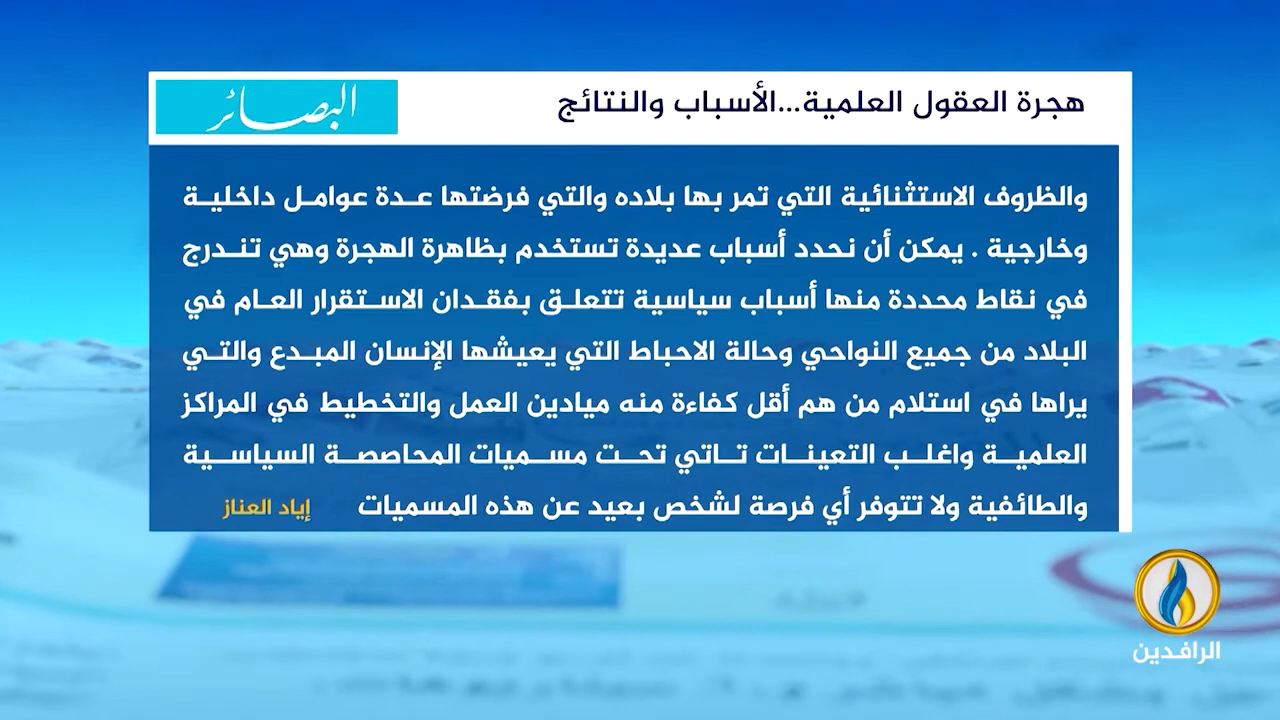 هجرة العقول العلمية...الأسباب والنتائج
البصائر
والظروف الاستثنائية التي تمر بها بلاده والتي فرضتها عدة عوامل داخلية
وخارجية . يمكن أن نحدد أسباب عديدة تستخدم بظاهرة الهجرة وهي تندرج
في نقاط محددة منها أسباب سياسية تتعلق بفقدان الاستقرار العام في
البلاد من جميع النواحي وحالة الاحباط التي يعيشها الإنسان المبدع والتي
يراها في استلام من هم أقل كفاءة منه ميادين العمل والتخطيط في المراكز
العلمية واغلب التعينات تاتي تحت مسميات المحاصصة السياسية
والطائفية ولا تتوفر أي فرصة لشخص بعيد عن هذه المسميات
إياد العناز
الرافدين